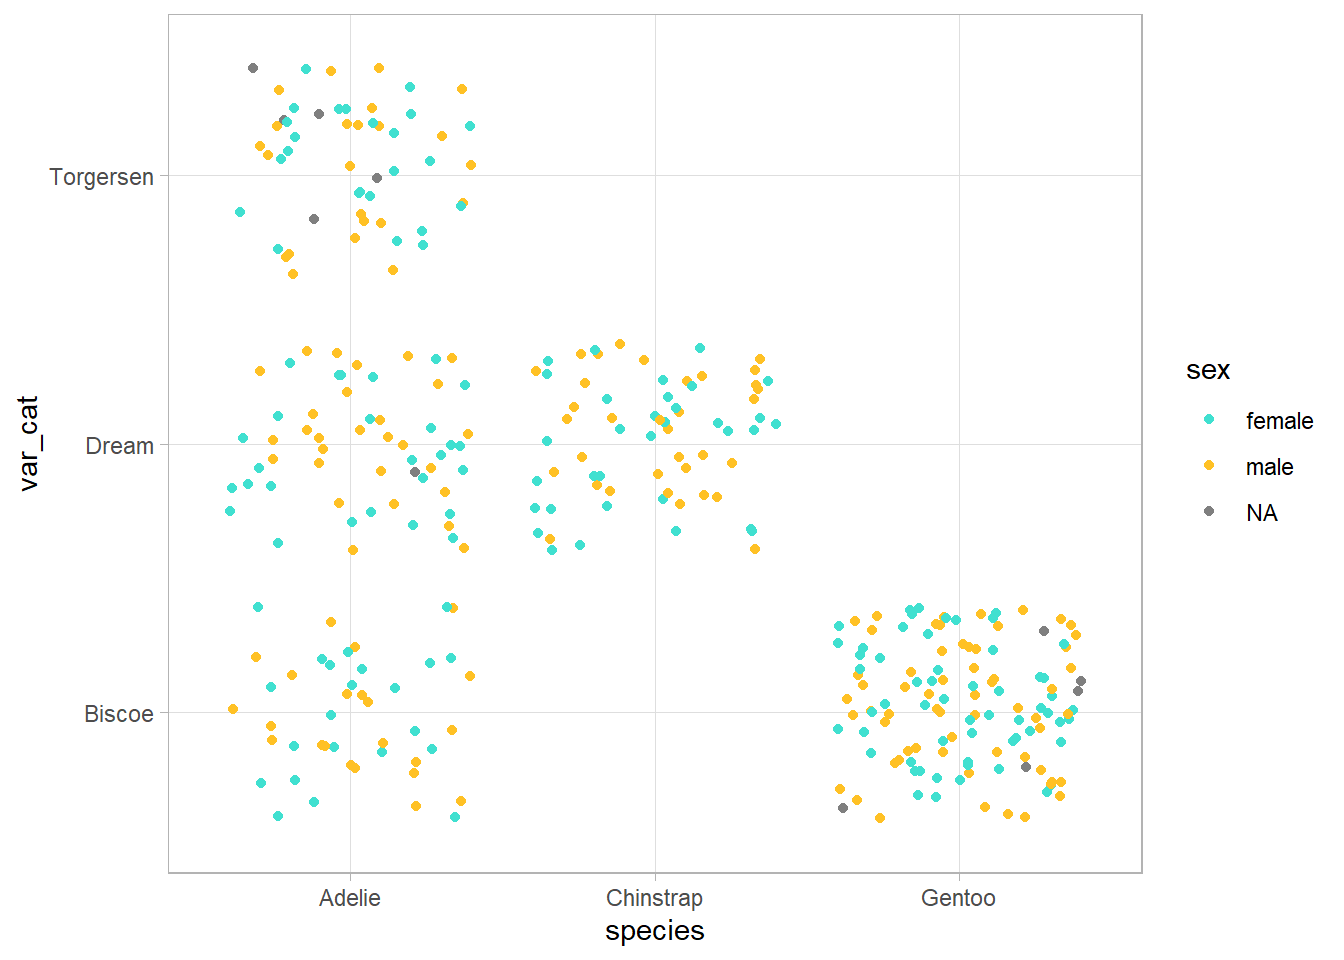 var_cat
Torgersen
Dream
Biscoe
Adelie
Chinstrap
Gentoo
species
sex
female
male
NA